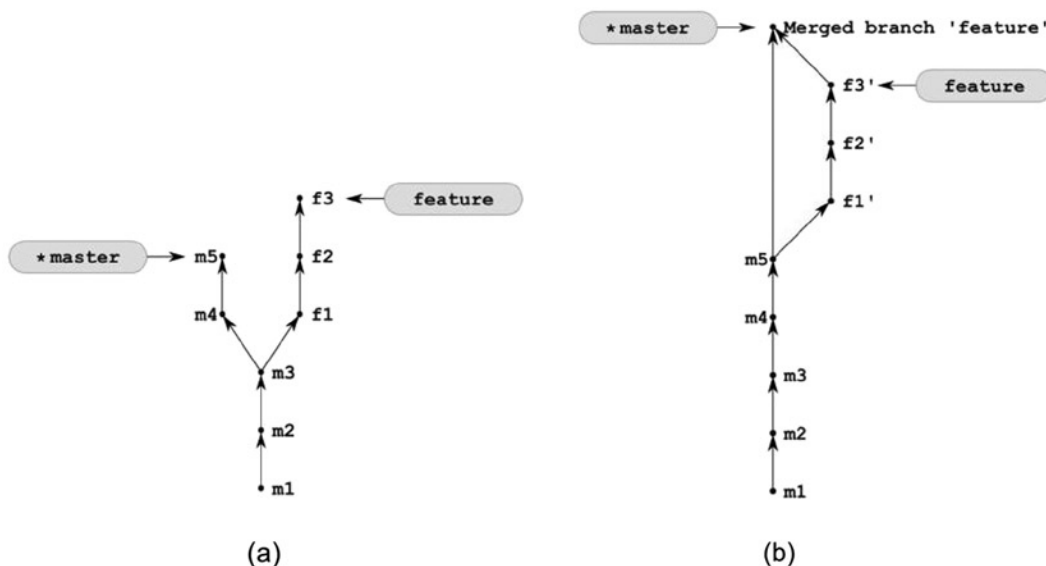 *master
m5
m4
f3
feature
f2
f1
m3
m2
m1
(a)
*master
Merged branch 'feature'
f3'
feature
f2'
f1'
m5
m4
m3
m2
m1
(b)